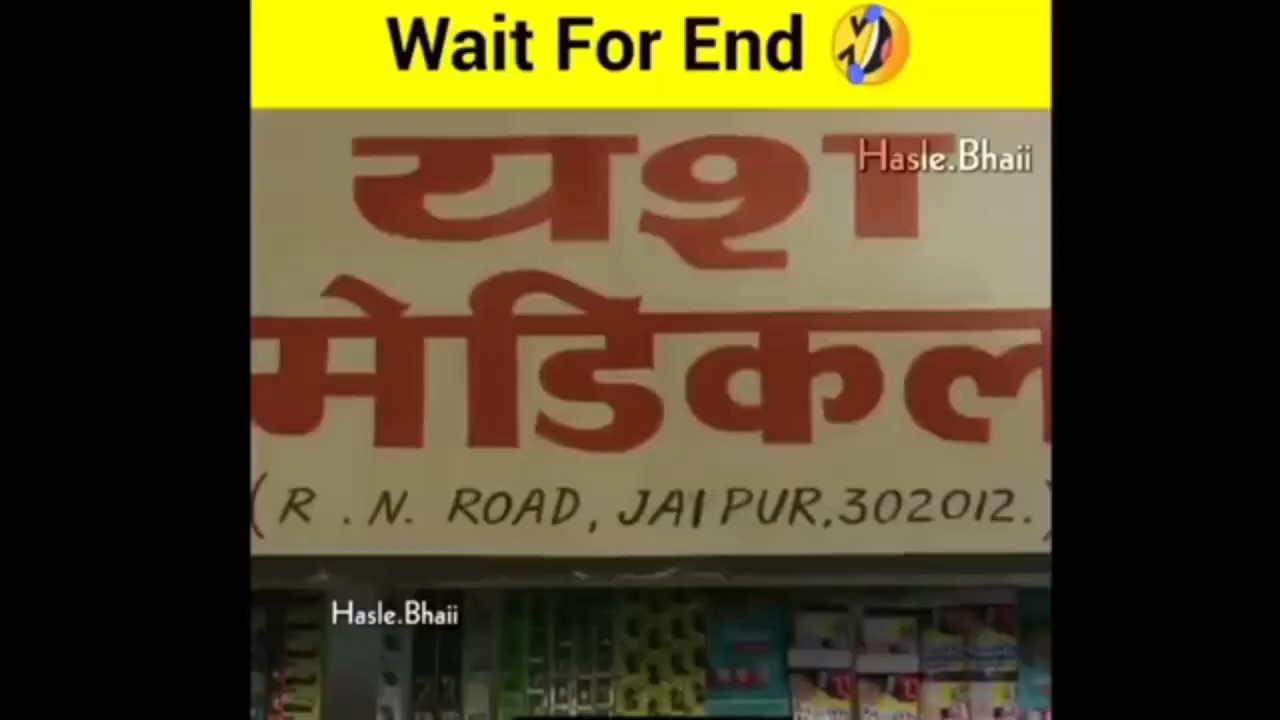 Wait For End 🤣
यश
Hasle.Bhaii
मेडिकल
(R. N. ROAD, JAIPUR.302012.)
Hasle.Bhaii